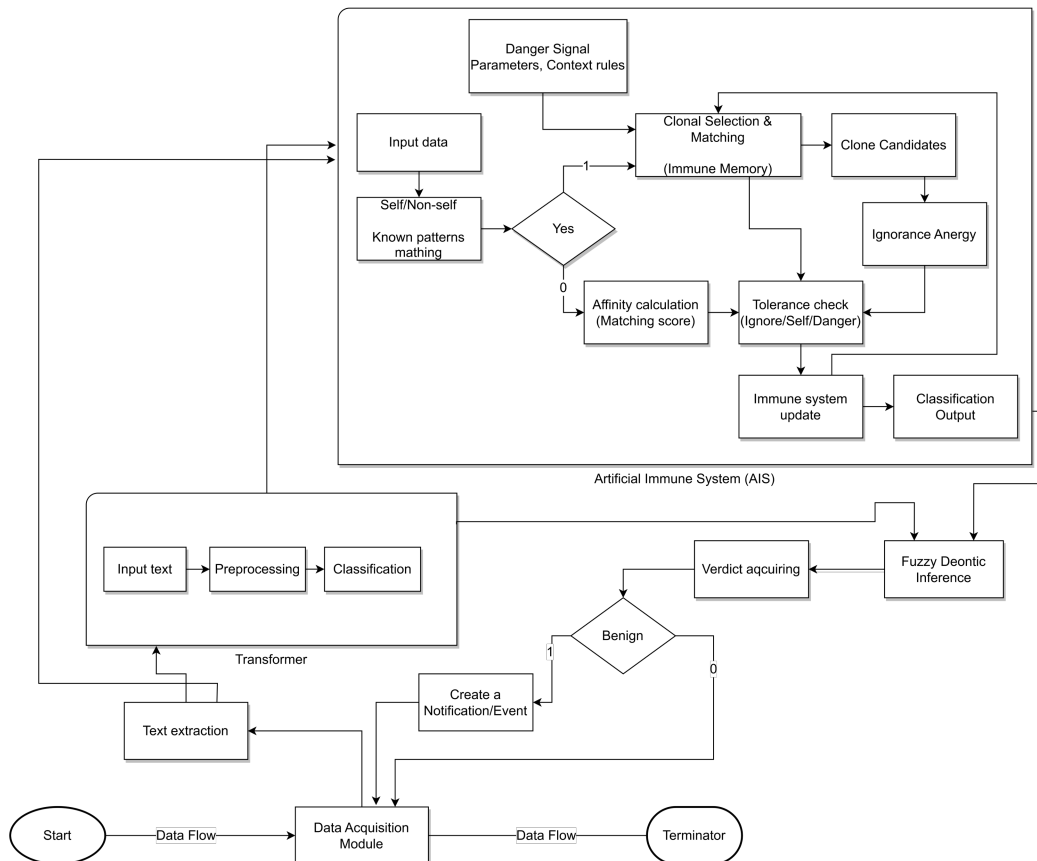 Danger Signal
Parameters, Context rules
Input data
Clonal Selection &
Matching
(Immune Memory)
Clone Candidates
Self/Non-self
Known patterns
mathing
Yes
1
0
Ignorance Anergy
Affinity calculation
(Matching score)
Tolerance check
(Ignore/Self/Danger)
Immune system
update
Classification
Output
Artificial Immune System (AIS)
Input text
Preprocessing
Classification
Transformer
Fuzzy Deontic
Inference
Verdict aqcuiring
Benign
1
0
Create a
Notification/Event
Text extraction
Start
Data Flow
Data Acquisition
Module
Data Flow
Terminator